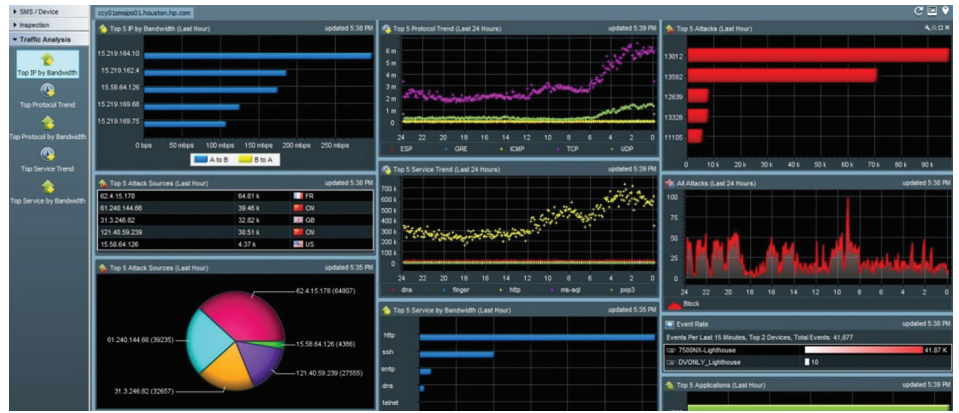 SMS / Device
Inspection
Traffic Analysis
Top IP by Bandwidth
Top Protocol Trend
Top Protocol by Bandwidth
Top Service Trend
Top Service by Bandwidth
ccy01smsips01.houston.hp.com
Top 5 IP by Bandwidth (Last Hour) updated 5:38 PM
15.219.164.10
15.219.162.4
15.58.64.126
15.219.169.68
15.219.169.75
0 bps 50 mbps 100 mbps 150 mbps 200 mbps 250 mbps
A to B B to A
Top 5 Attack Sources (Last Hour) updated 5:38 PM
62.4.15.178 64.81 k FR
61.240.144.66 39.46 k CN
31.3.246.82 32.82 k GB
121.40.59.239 30.51 k CN
15.58.64.126 4.37 k US
Top 5 Attack Sources (Last Hour) updated 5:35 PM
62.4.15.178 (64807)
61.240.144.66 (39235)
15.58.64.126 (4386)
121.40.59.239 (27555)
31.3.246.82 (32657)
Top 5 Protocol Trend (Last 24 Hours) updated 5:39 PM
6 m
5 m
4 m
3 m
2 m
1 m
0
24 22 20 18 16 14 12 10 8 6 4 2 0
ESP GRE ICMP TCP UDP
Top 5 Service Trend (Last 24 Hours) updated 5:39 PM
700 k
600 k
500 k
400 k
300 k
200 k
100 k
0
24 22 20 18 16 14 12 10 8 6 4 2 0
dns finger http ms-sql pop3
Top 5 Service by Bandwidth (Last Hour) updated 5:35 PM
http
ssh
smtp
dns
telnet
Top 5 Attacks (Last Hour)
13012
13592
12639
13328
11105
0 10 k 20 k 30 k 40 k 50 k 60 k 70 k 80 k 90 k
All Attacks (Last 24 Hours) updated 5:38 PM
100
75
50
25
0
24 22 20 18 16 14 12 10 8 6 4 2 0
Block
Event Rate updated 5:38 PM
Events Per Last 15 Minutes, Top 2 Devices, Total Events: 41,877
7500NX-Lighthouse 41.87 K
DVONLY_Lighthouse 10
Top 5 Applications (Last Hour) updated 5:39 PM